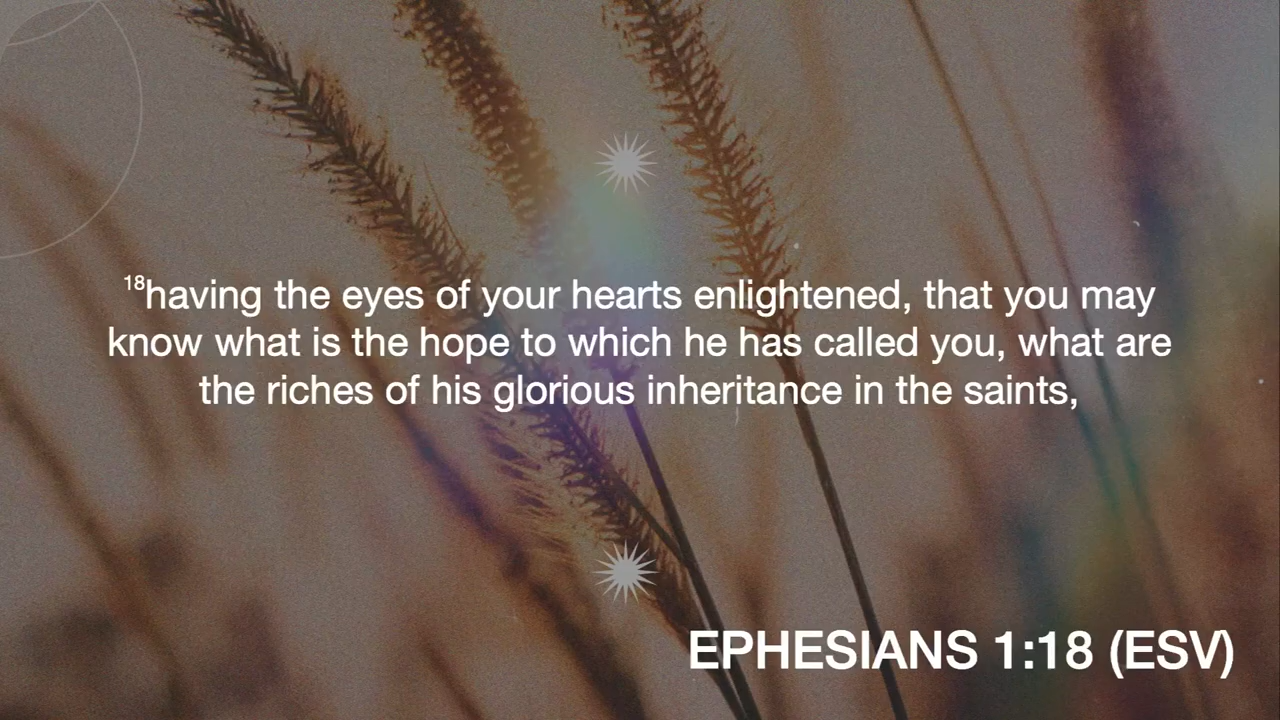 18having the eyes of your hearts enlightened, that you may
know what is the hope to which he has called you, what are
the riches of his glorious inheritance in the saints,
EPHESIANS 1:18 (ESV)